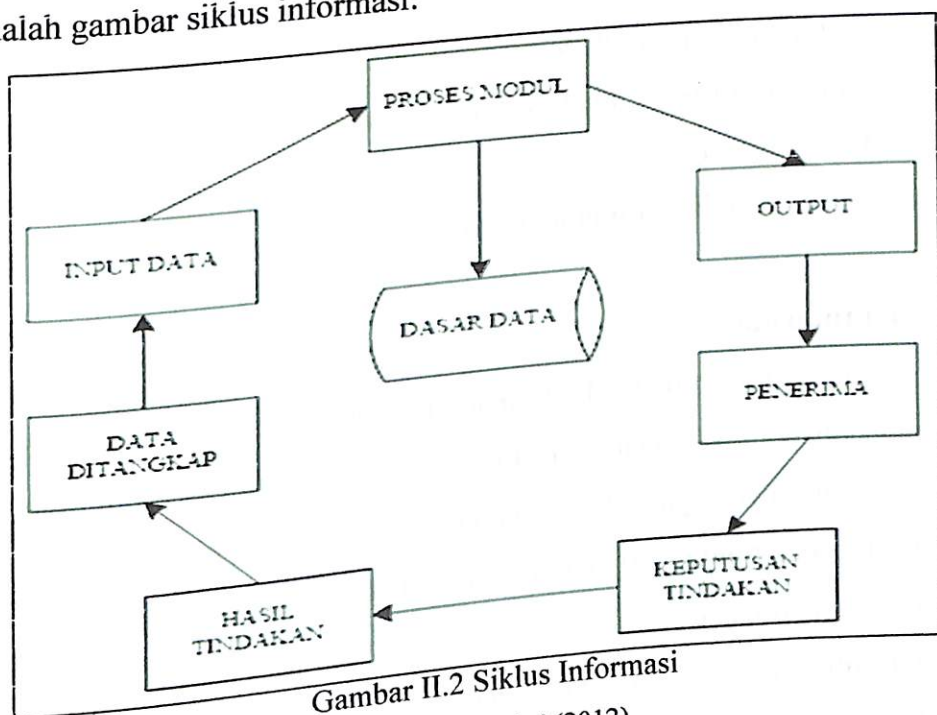 alah gambar siklus informasi.
PROSES MODUL
OUTPUT
INPUT DATA
DASAR DATA
PENERIMA
DATA
DITANGKAP
KEPUTUSAN
TINDAKAN
HASIL
TINDAKAN
Gambar II.2 Siklus Informasi